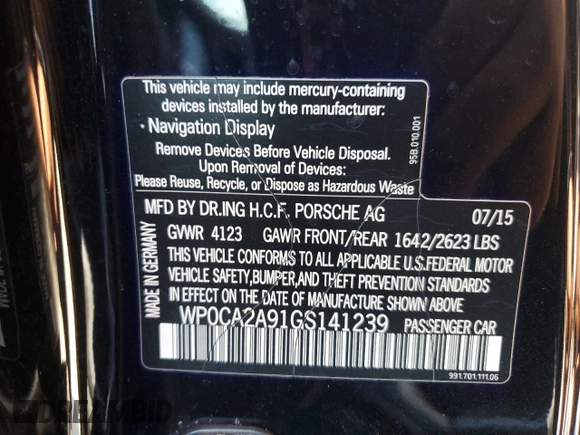 This vehicle may include mercury-containing
devices installed by the manufacturer:
· Navigation Display
Remove Devices Before Vehicle Disposal.
Upon Removal of Devices:
Please Reuse, Recycle, or Dispose as Hazardous Waste
95B.010.001
MADE IN GERMANY
MFD BY DR.ING H.C.F. PORSCHE AG 07/15
GVWR 4123 GAWR FRONT/REAR 1642/2623 LBS
THIS VEHICLE CONFORMS TO ALL APPLICABLE U.S.FEDERAL MOTOR
VEHICLE SAFETY,BUMPER,AND THEFT PREVENTION STANDARDS
IN EFFECT ON THE DATE OF MANUFACTURE SHOWN ABOVE.
WP0CA2A91GS141239 PASSENGER CAR
991.701.111.06
DREAMBID